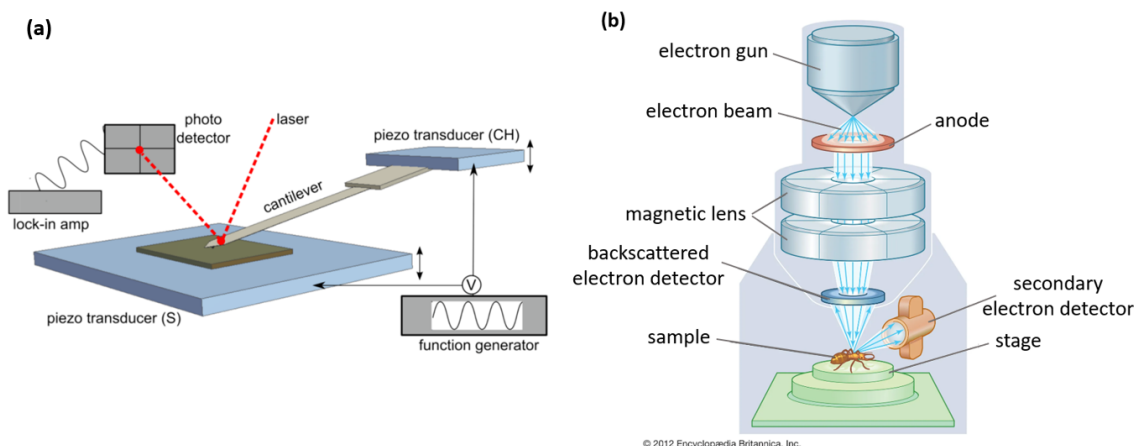 (a)
photo
detector
laser
piezo transducer (CH)
cantilever
lock-in amp
V
piezo transducer (S)
function generator
(b)
electron gun
electron beam
anode
magnetic lens
backscattered
electron detector
secondary
electron detector
sample
stage
© 2012 Encyclopædia Britannica, Inc.